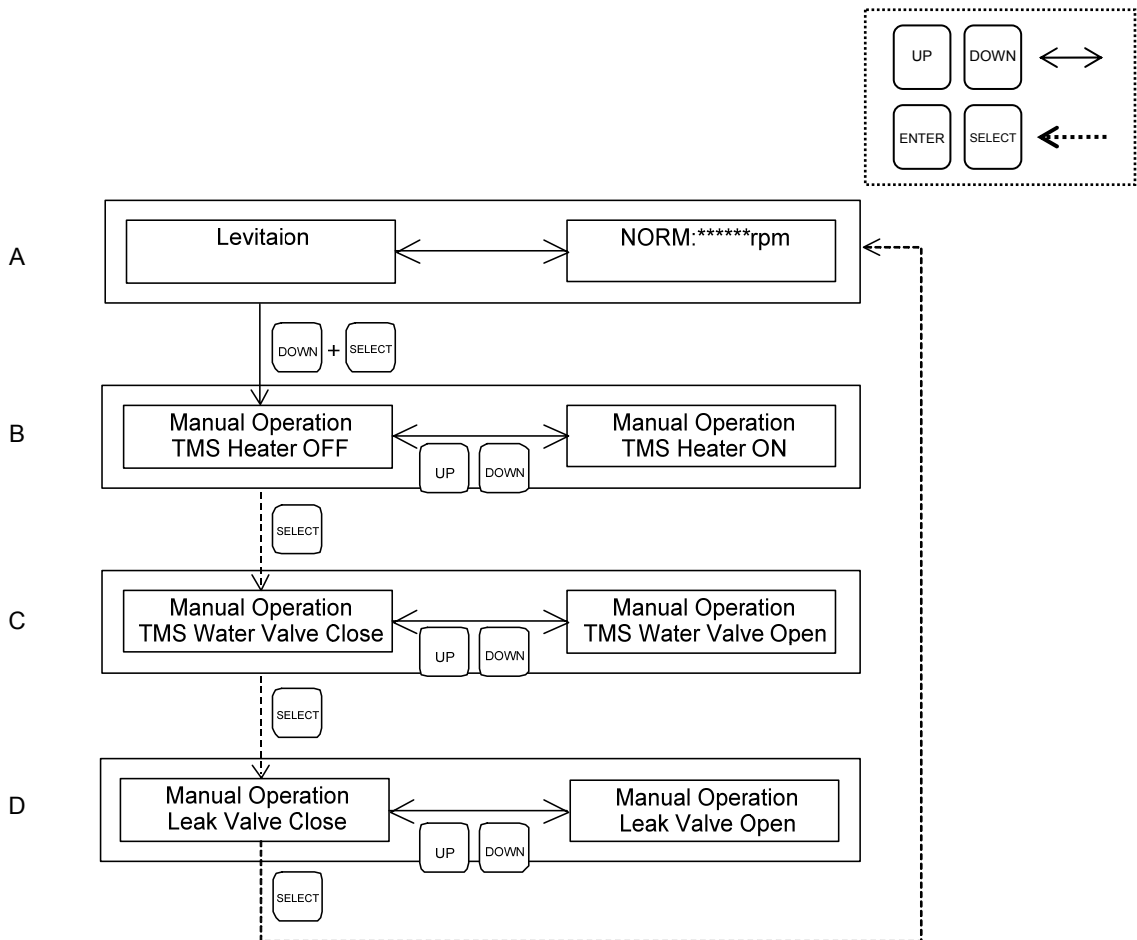 UP DOWN
ENTER SELECT
A
Levitaion
NORM:******rpm
DOWN + SELECT
B
Manual Operation
TMS Heater OFF
UP DOWN
Manual Operation
TMS Heater ON
SELECT
C
Manual Operation
TMS Water Valve Close
UP DOWN
Manual Operation
TMS Water Valve Open
SELECT
D
Manual Operation
Leak Valve Close
UP DOWN
Manual Operation
Leak Valve Open
SELECT